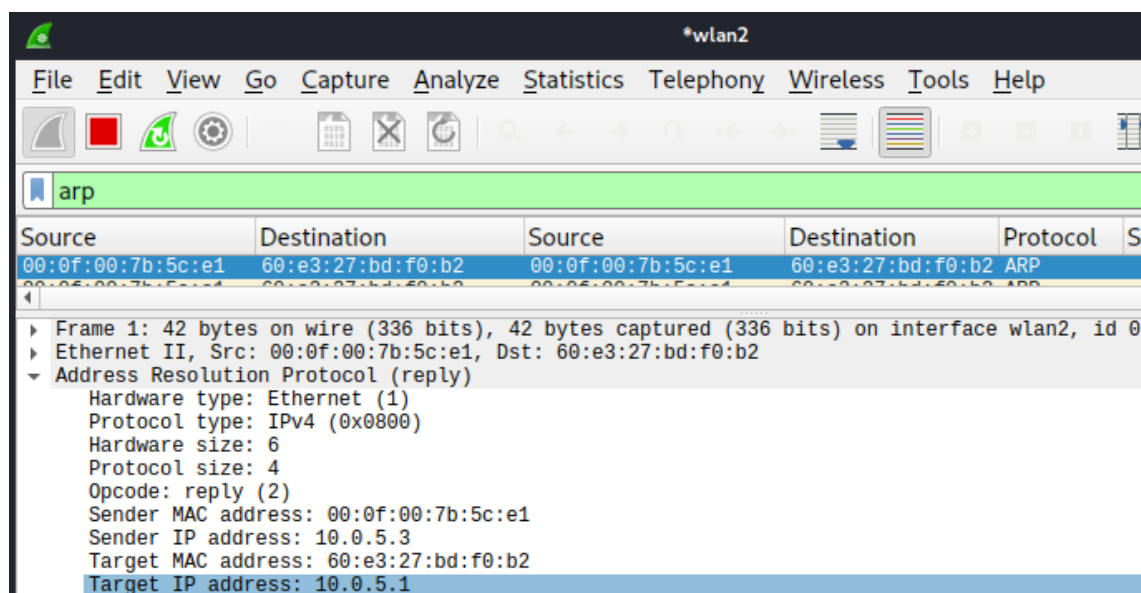 *wlan2
File Edit View Go Capture Analyze Statistics Telephony Wireless Tools Help
arp
Source Destination Source Destination Protocol S
00:0f:00:7b:5c:e1 60:e3:27:bd:f0:b2 00:0f:00:7b:5c:e1 60:e3:27:bd:f0:b2 ARP
Frame 1: 42 bytes on wire (336 bits), 42 bytes captured (336 bits) on interface wlan2, id 0
Ethernet II, Src: 00:0f:00:7b:5c:e1, Dst: 60:e3:27:bd:f0:b2
Address Resolution Protocol (reply)
Hardware type: Ethernet (1)
Protocol type: IPv4 (0x0800)
Hardware size: 6
Protocol size: 4
Opcode: reply (2)
Sender MAC address: 00:0f:00:7b:5c:e1
Sender IP address: 10.0.5.3
Target MAC address: 60:e3:27:bd:f0:b2
Target IP address: 10.0.5.1